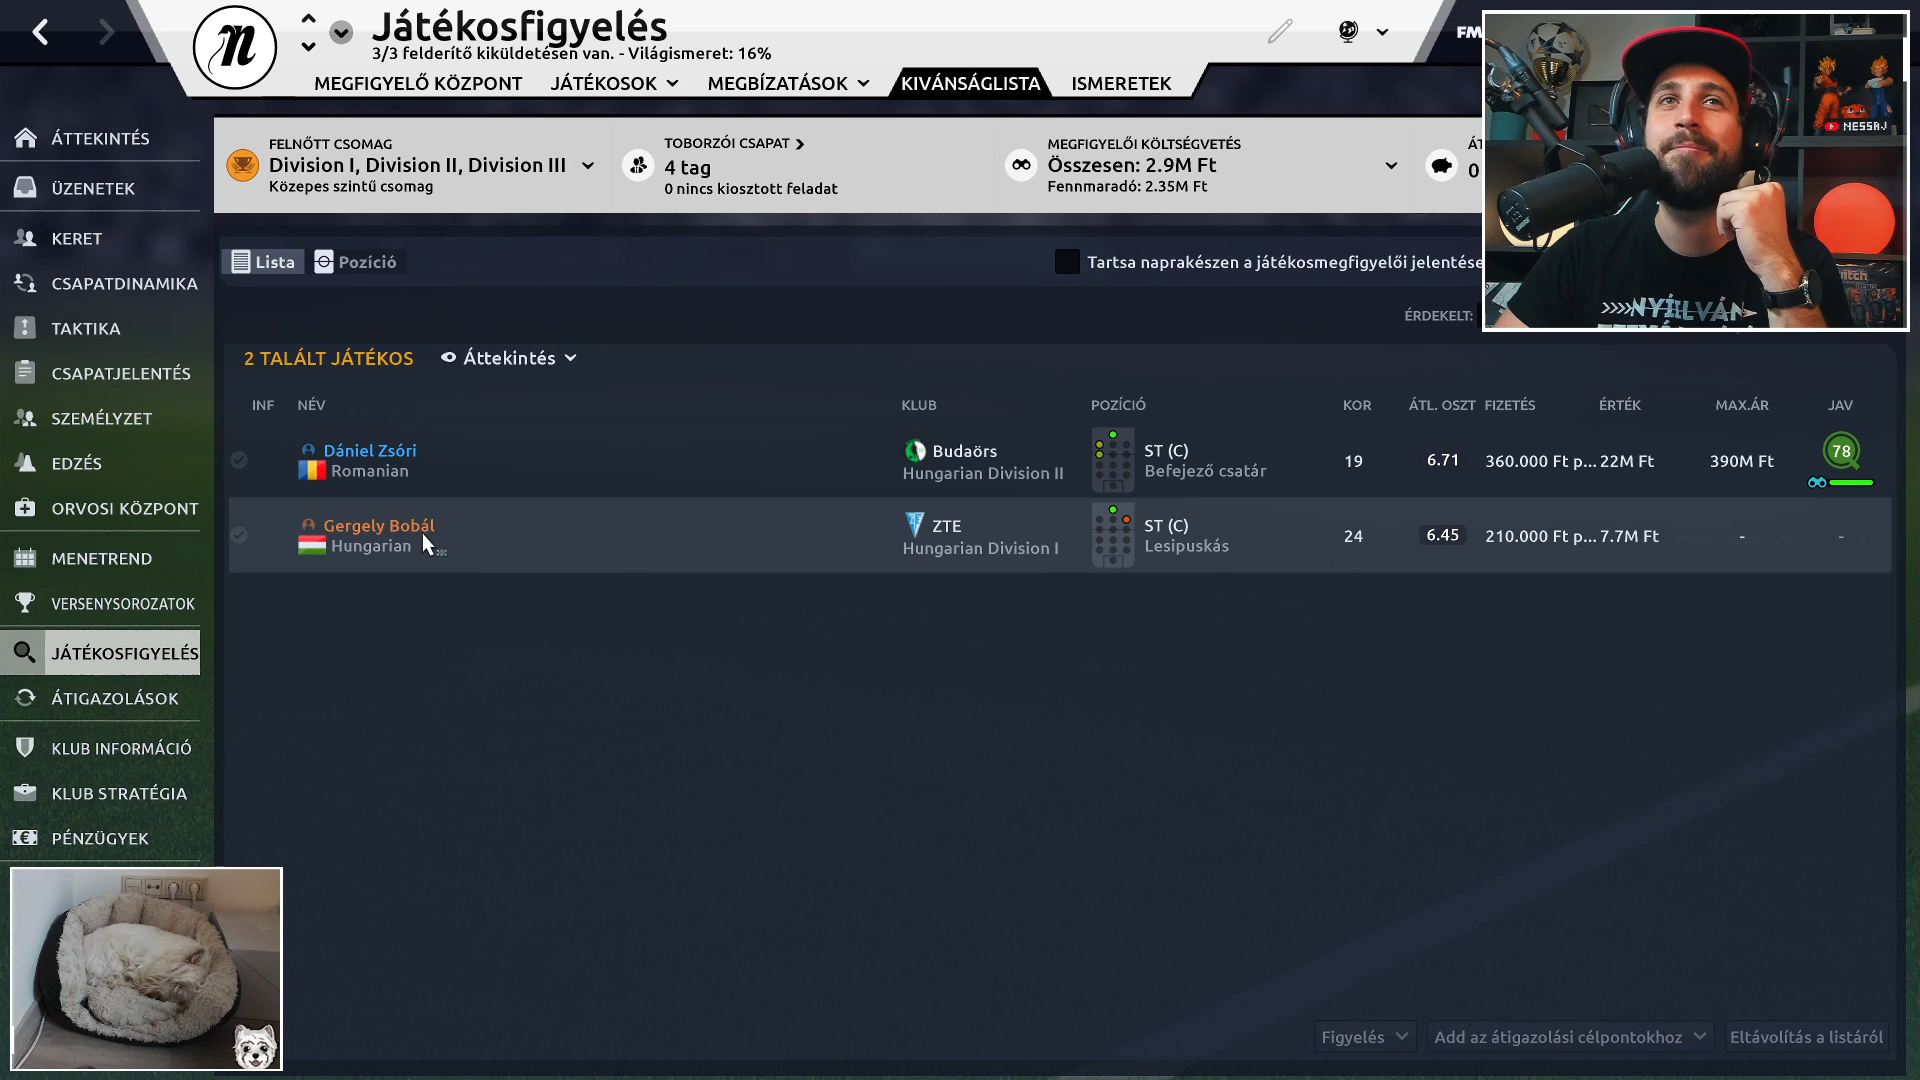 Játékosfigyelés
3/3 felderítő kiküldetésen van. - Világismeret: 16%
MEGFIGYELŐ KÖZPONT
JÁTÉKOSOK
MEGBÍZATÁSOK
KIVÁNSÁGLISTA
ISMERETEK
FM
NESSAJ
NYÍLVÁN
ÁTTEKINTÉS
ÜZENETEK
KERET
CSAPATDINAMIKA
TAKTIKA
CSAPATJELENTÉS
SZEMÉLYZET
EDZÉS
ORVOSI KÖZPONT
MENETREND
VERSENYSOROZATOK
JÁTÉKOSFIGYELÉS
ÁTIGAZOLÁSOK
KLUB INFORMÁCIÓ
KLUB STRATÉGIA
PÉNZÜGYEK
FELNŐTT CSOMAG
Division I, Division II, Division III
Közepes szintű csomag
TOBORZÓI CSAPAT
4 tag
0 nincs kiosztott feladat
MEGFIGYELŐI KÖLTSÉGVETÉS
Összesen: 2.9M Ft
Fennmaradó: 2.35M Ft
ÁT
0
Lista
Pozíció
Tartsa naprakészen a játékosmegfigyelői jelentése
ÉRDEKELT:
2 TALÁLT JÁTÉKOS
Áttekintés
INF NÉV KLUB POZÍCIÓ KOR ÁTL. OSZT FIZETÉS ÉRTÉK MAX.ÁR JAV
Dániel Zsóri Budaörs ST (C) 19 6.71 360.000 Ft p... 22M Ft 390M Ft 78
Romanian Hungarian Division II Befejező csatár
Gergely Bobál ZTE ST (C) 24 6.45 210.000 Ft p... 7.7M Ft - -
Hungarian Hungarian Division I Lesipuskás
Figyelés
Add az átigazolási célpontokhoz
Eltávolítás a listáról